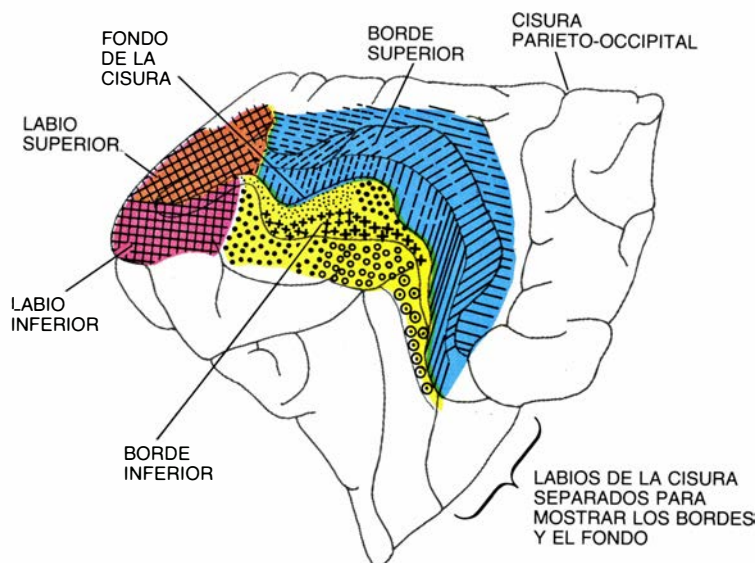 FONDO
DE LA
CISURA
BORDE
SUPERIOR
CISURA
PARIETO-OCCIPITAL
LABIO
SUPERIOR
LABIO
INFERIOR
BORDE
INFERIOR
LABIOS DE LA CISURA
SEPARADOS PARA
MOSTRAR LOS BORDES
Y EL FONDO